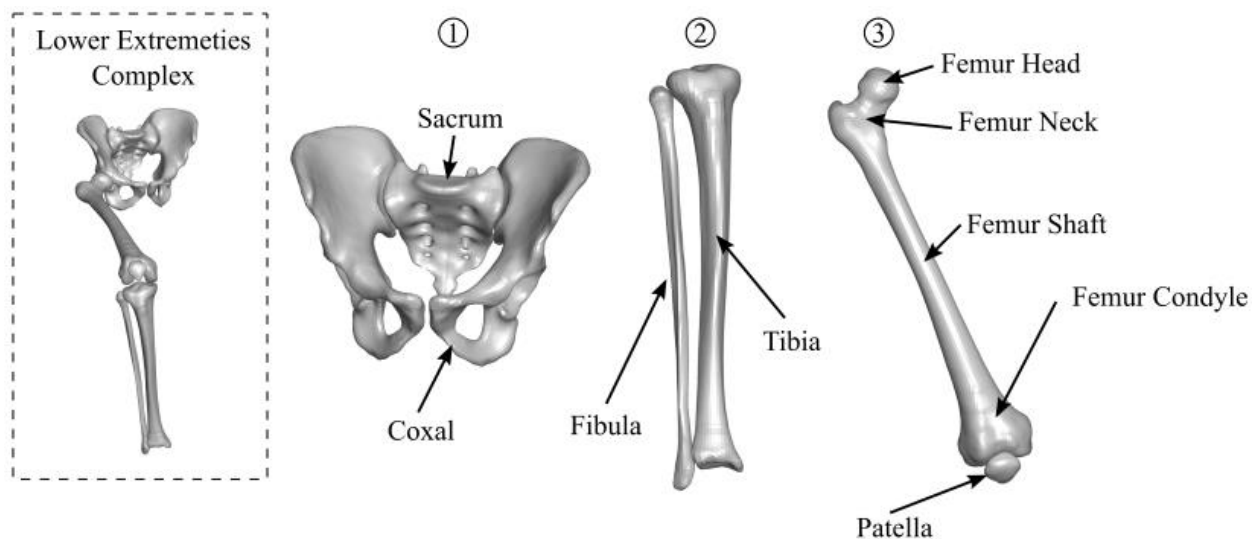 Lower Extremeties
Complex
①
②
③
Sacrum
Coxal
Fibula
Tibia
Femur Head
Femur Neck
Femur Shaft
Femur Condyle
Patella